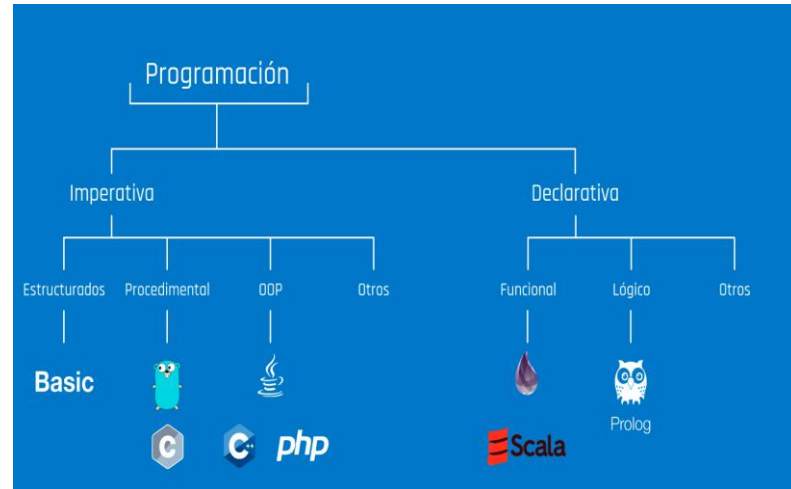 Programación
Imperativa Declarativa
Estructurados Procedimental OOP Otros Funcional Lógico Otros
Basic
Prolog
C C++ php Scala